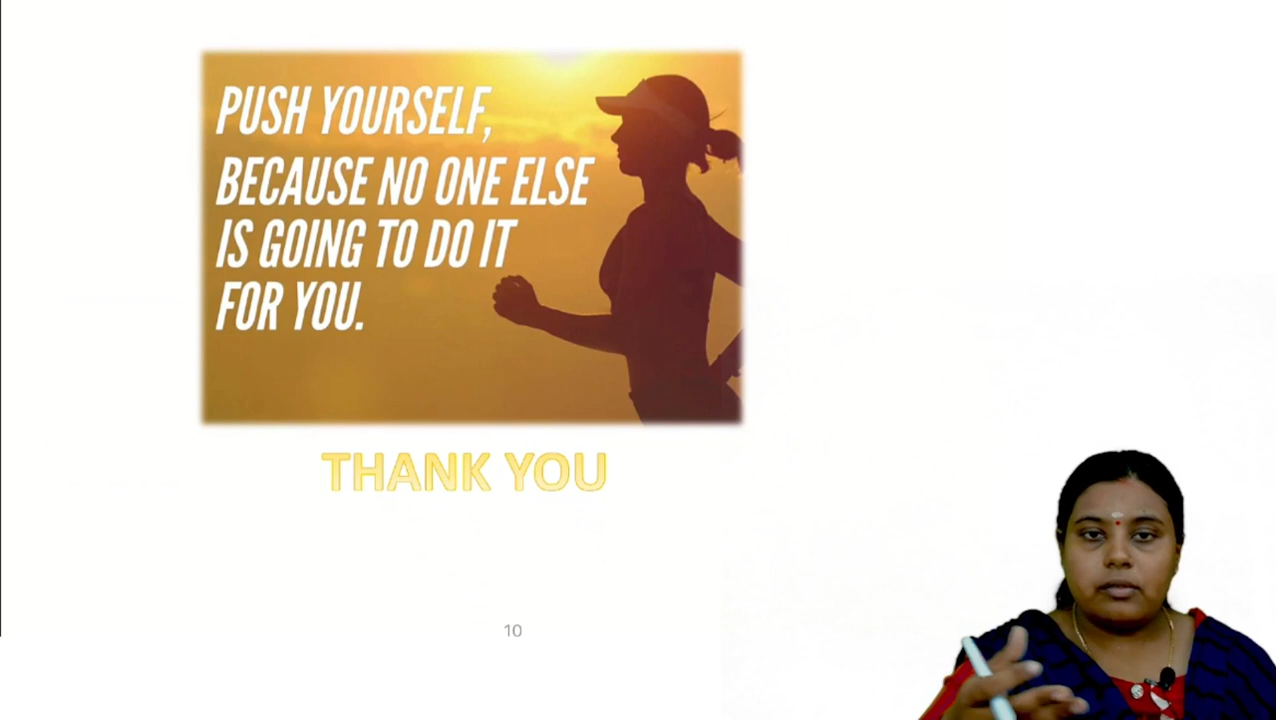 PUSH YOURSELF,
BECAUSE NO ONE ELSE
IS GOING TO DO IT
FOR YOU.
THANK YOU
10